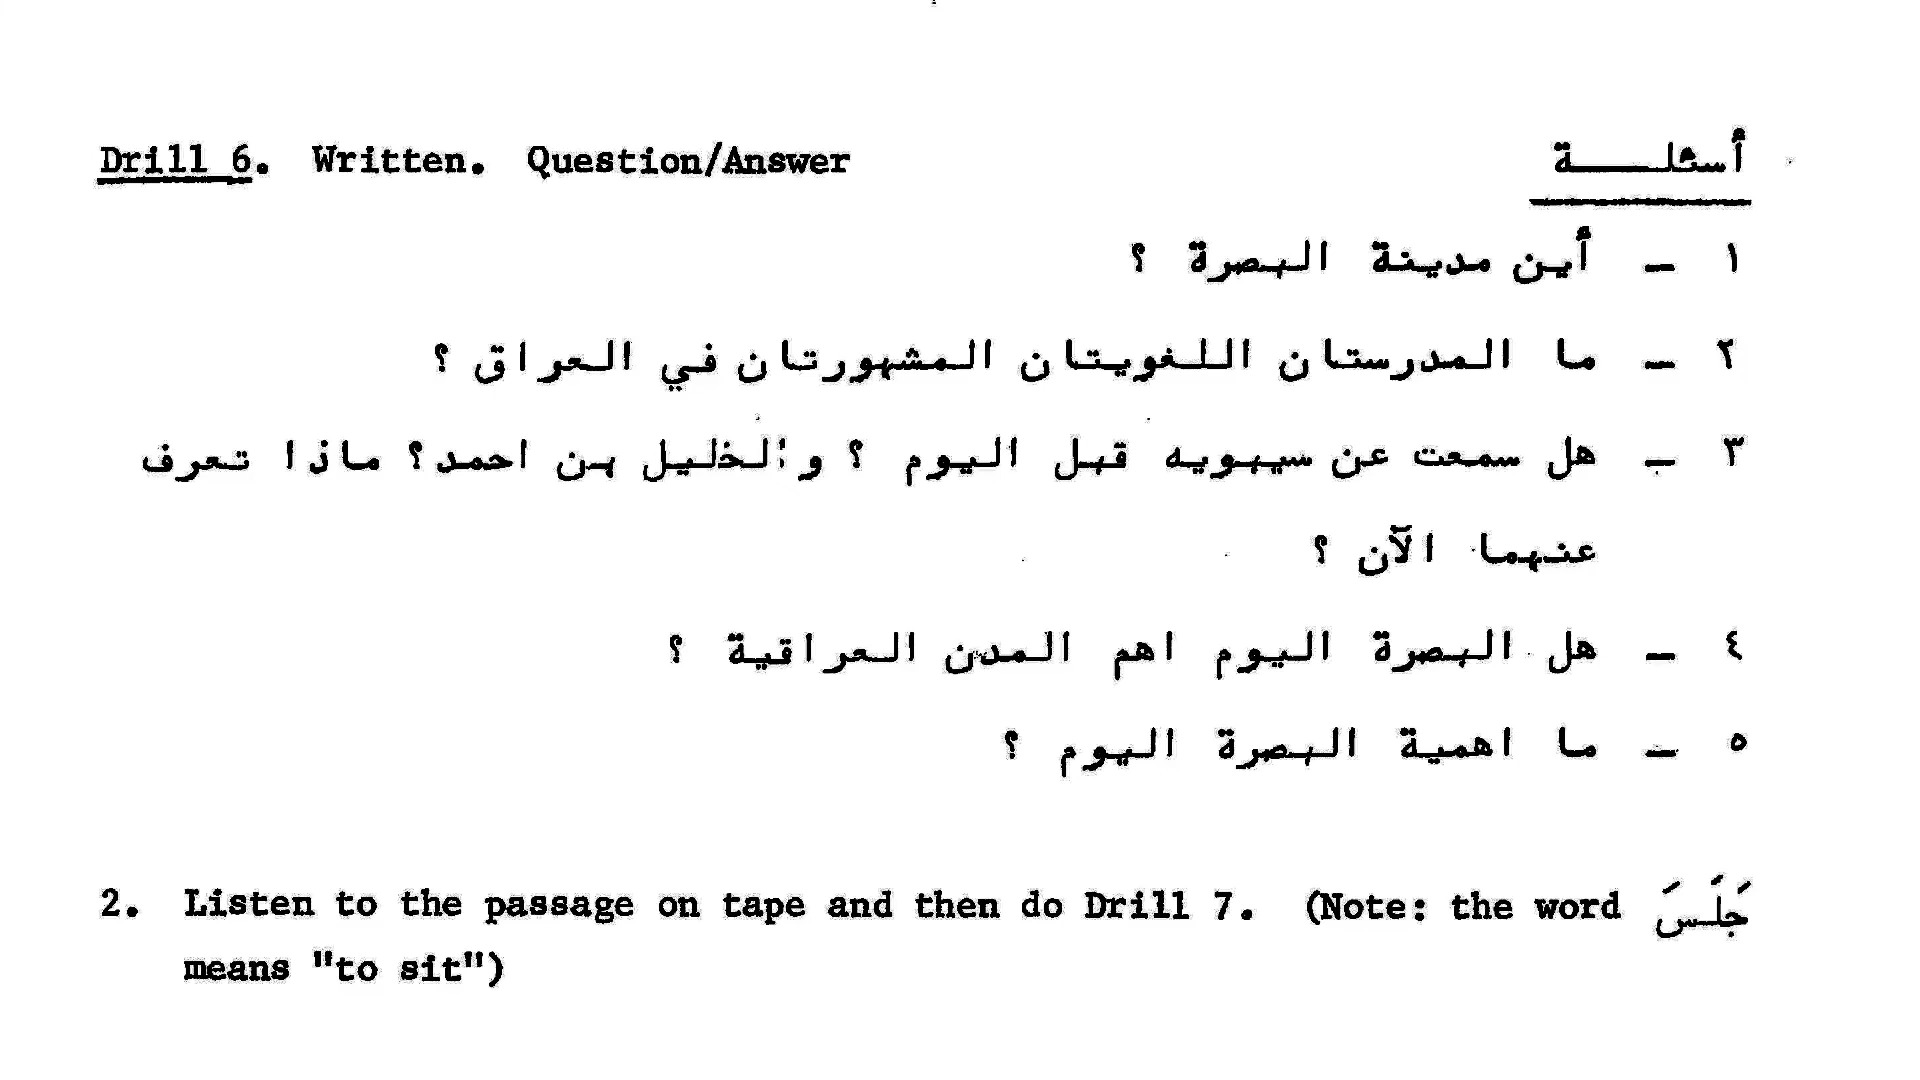 Drill 6. Written. Question/Answer أسئلة
١ - أين مدينة البصرة ؟
٢ - ما المدرستان اللغويتان المشهورتان في العراق ؟
٣ - هل سمعت عن سيبويه قبل اليوم ؟ والخليل بن احمد؟ ماذا تعرف
عنهما الآن ؟
٤ - هل البصرة اليوم اهم المدن العراقية ؟
٥ - ما اهمية البصرة اليوم ؟
2. Listen to the passage on tape and then do Drill 7. (Note: the word جَلَسَ
means "to sit")